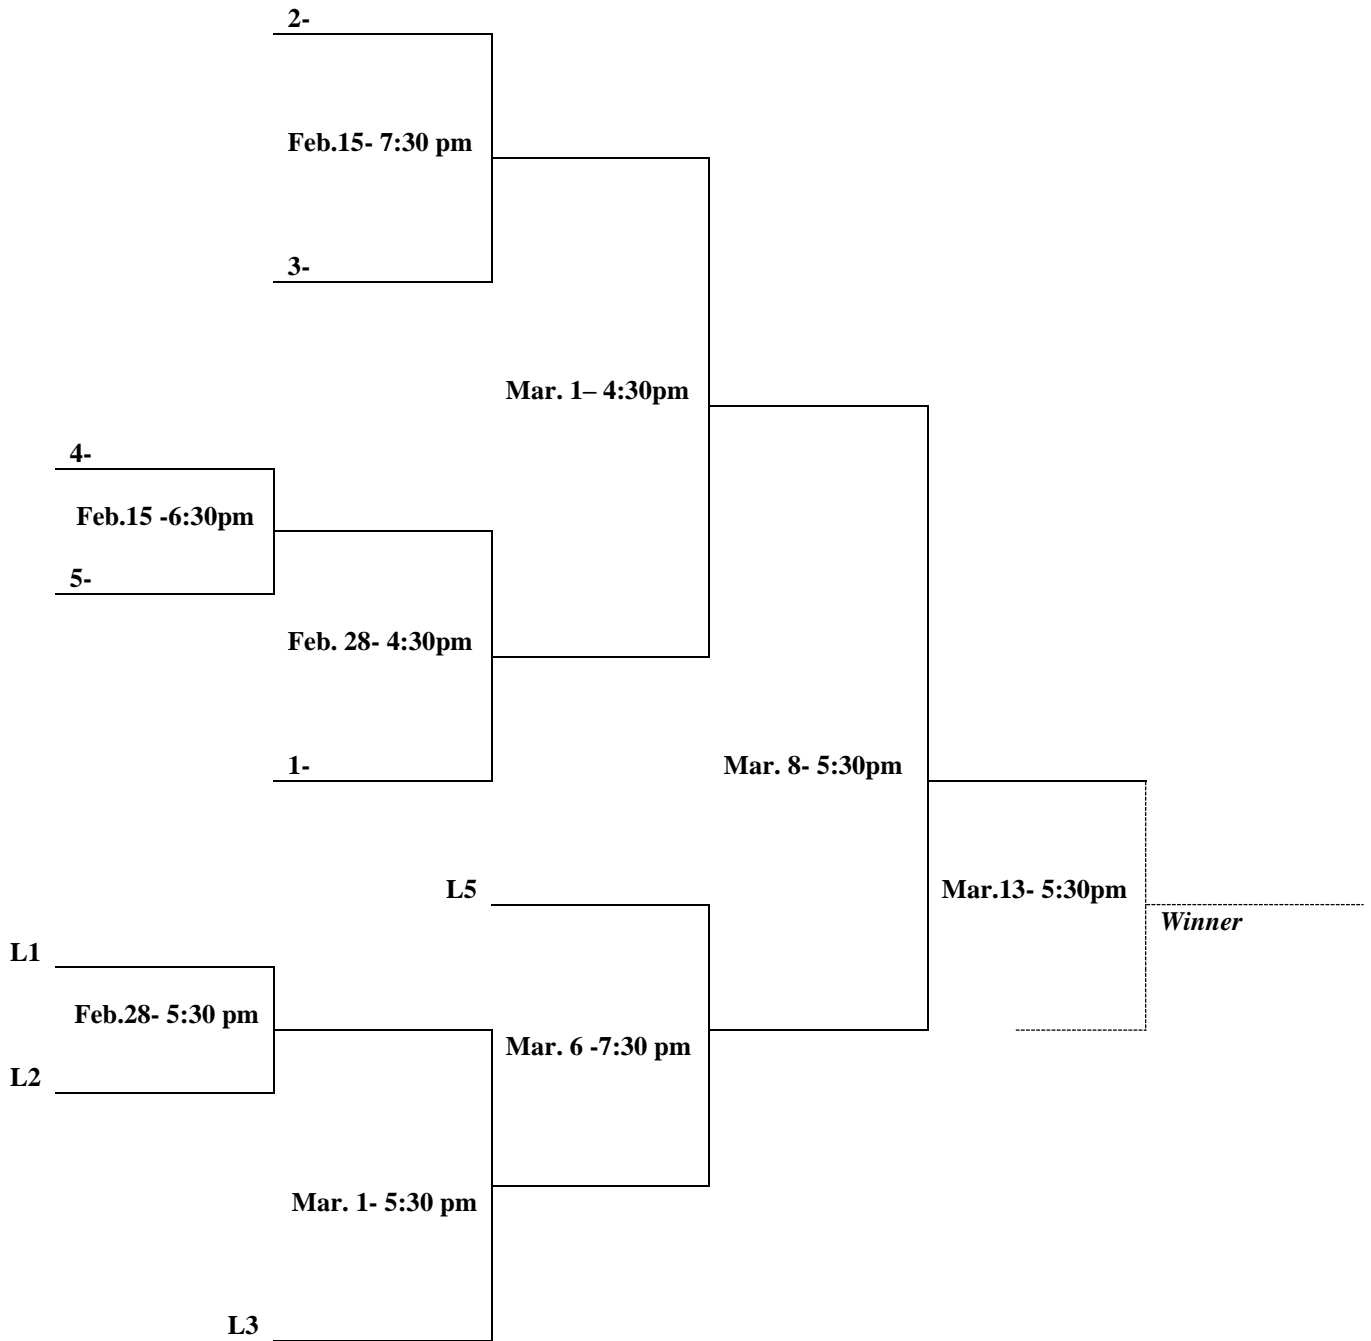 2-
Feb.15- 7:30 pm
3-
Mar. 1– 4:30pm
4-
Feb.15 -6:30pm
5-
Feb. 28- 4:30pm
1-
Mar. 8- 5:30pm
L5
Mar.13- 5:30pm
Winner
L1
Feb.28- 5:30 pm
Mar. 6 -7:30 pm
L2
Mar. 1- 5:30 pm
L3